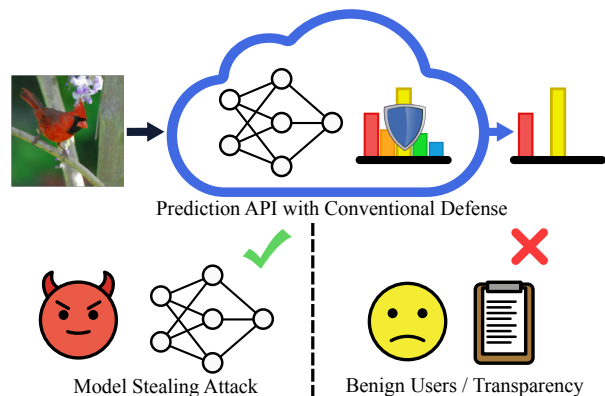 Prediction API with Conventional Defense
Model Stealing Attack
Benign Users / Transparency